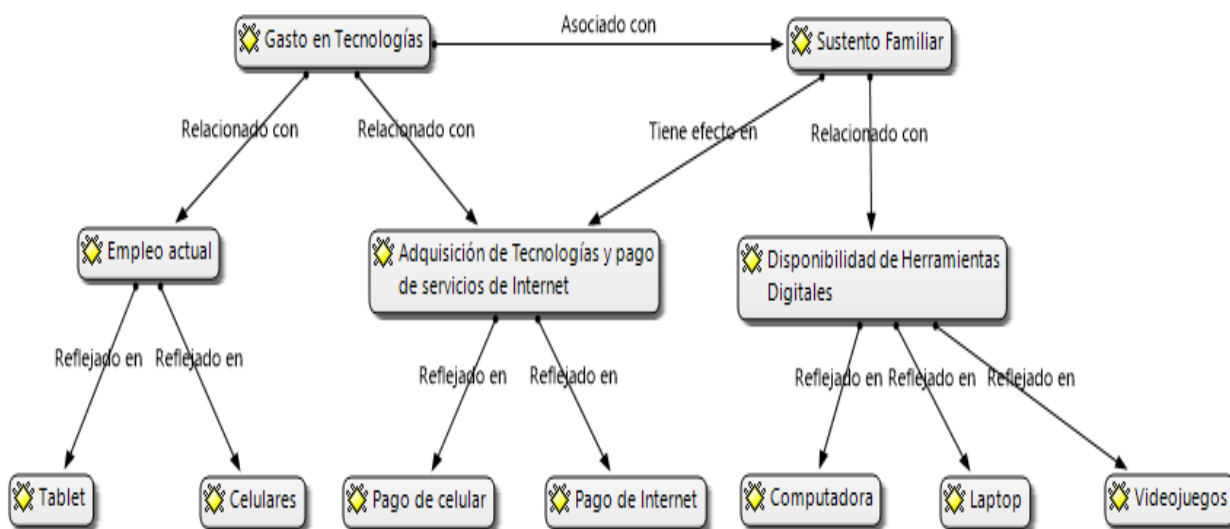 Asociado con
Gasto en Tecnologías
Sustento Familiar
Relacionado con
Relacionado con
Tiene efecto en
Relacionado con
Empleo actual
Adquisición de Tecnologías y pago
de servicios de Internet
Disponibilidad de Herramientas
Digitales
Reflejado en
Reflejado en
Reflejado en
Reflejado en
Reflejado en
Reflejado en
Reflejado en
Tablet
Celulares
Pago de celular
Pago de Internet
Computadora
Laptop
Videojuegos